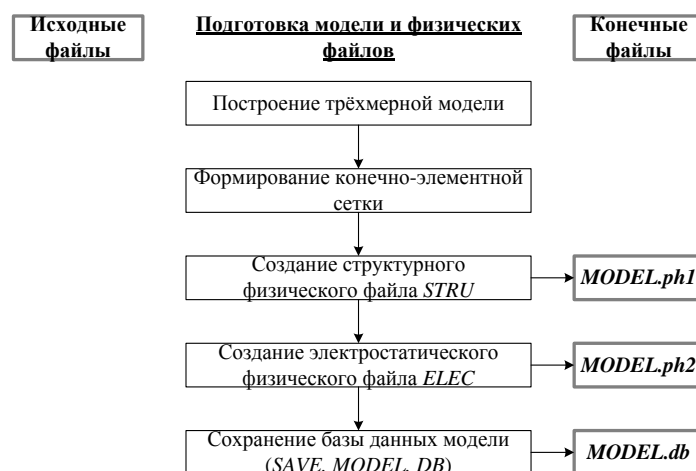 Исходные
файлы
Подготовка модели и физических
файлов
Конечные
файлы
Построение трёхмерной модели
Формирование конечно-элементной
сетки
Создание структурного
физического файла STRU
MODEL.ph1
Создание электростатического
физического файла ELEC
MODEL.ph2
Сохранение базы данных модели
(SAVE, MODEL, DB)
MODEL.db